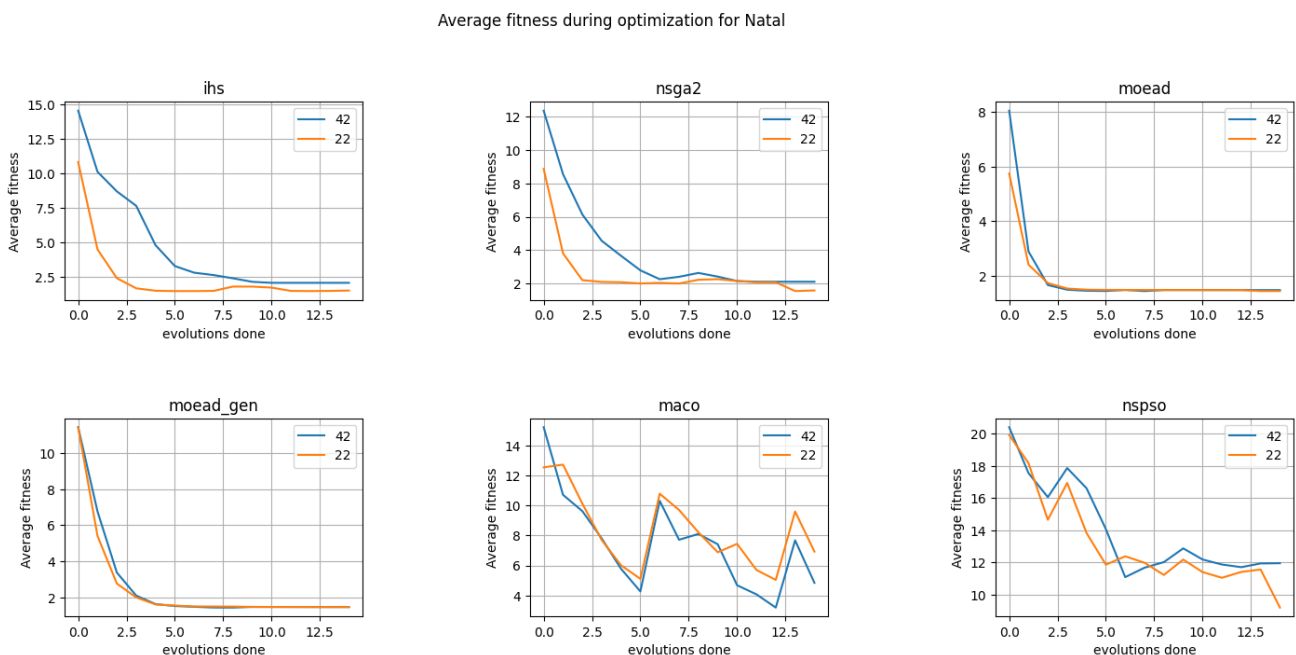 Average fitness during optimization for Natal
ihs
15.0
12.5
10.0
7.5
5.0
2.5
Average fitness
42
22
0.0 2.5 5.0 7.5 10.0 12.5
evolutions done
nsga2
12
10
8
6
4
2
Average fitness
42
22
0.0 2.5 5.0 7.5 10.0 12.5
evolutions done
moead
8
6
4
2
Average fitness
42
22
0.0 2.5 5.0 7.5 10.0 12.5
evolutions done
moead_gen
10
8
6
4
2
Average fitness
42
22
0.0 2.5 5.0 7.5 10.0 12.5
evolutions done
maco
14
12
10
8
6
4
Average fitness
42
22
0.0 2.5 5.0 7.5 10.0 12.5
evolutions done
nspso
20
18
16
14
12
10
Average fitness
42
22
0.0 2.5 5.0 7.5 10.0 12.5
evolutions done